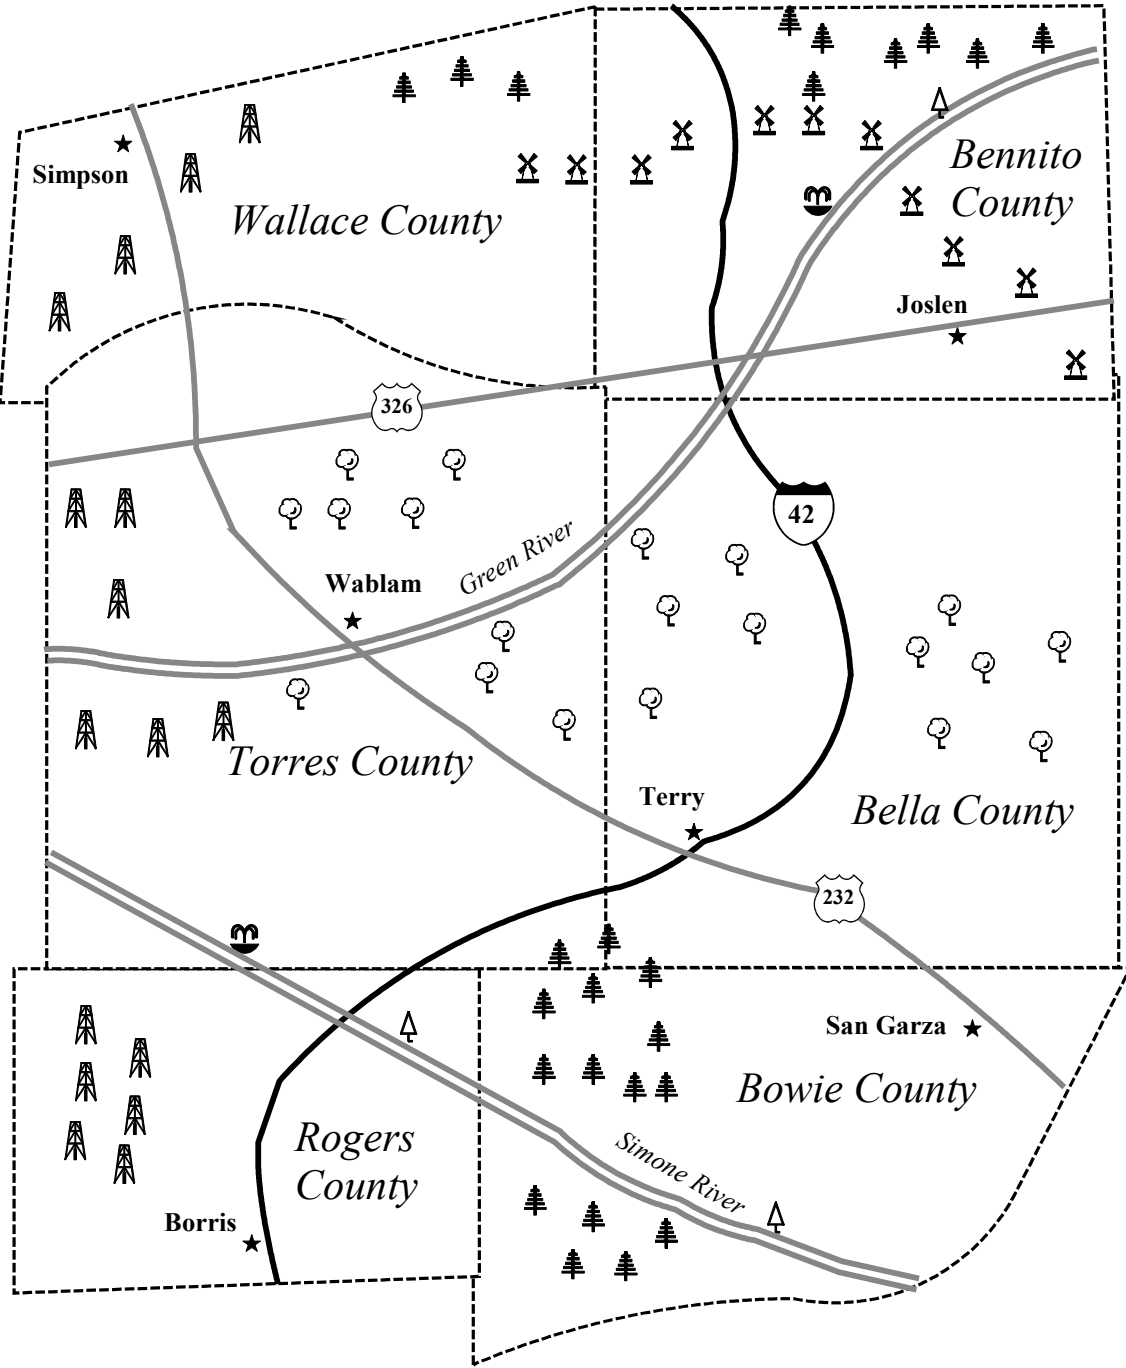 Simpson
Wallace County
Bennito
County
Joslen
326
42
Green River
Wablam
Torres County
Terry
Bella County
232
San Garza
Bowie County
Rogers
County
Simone River
Borris